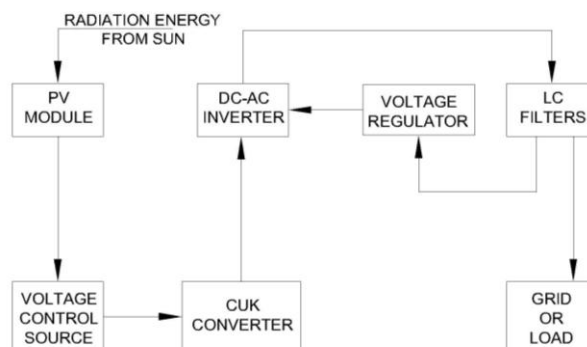 RADIATION ENERGY
FROM SUN
PV
MODULE
DC-AC
INVERTER
VOLTAGE
REGULATOR
LC
FILTERS
VOLTAGE
CONTROL
SOURCE
CUK
CONVERTER
GRID
OR
LOAD